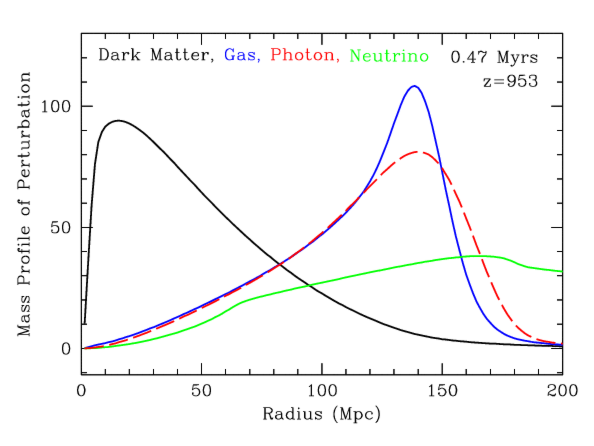 Dark Matter, Gas, Photon, Neutrino 0.47 Myrs
z=953
Mass Profile of Perturbation
100
50
0
0 50 100 150 200
Radius (Mpc)